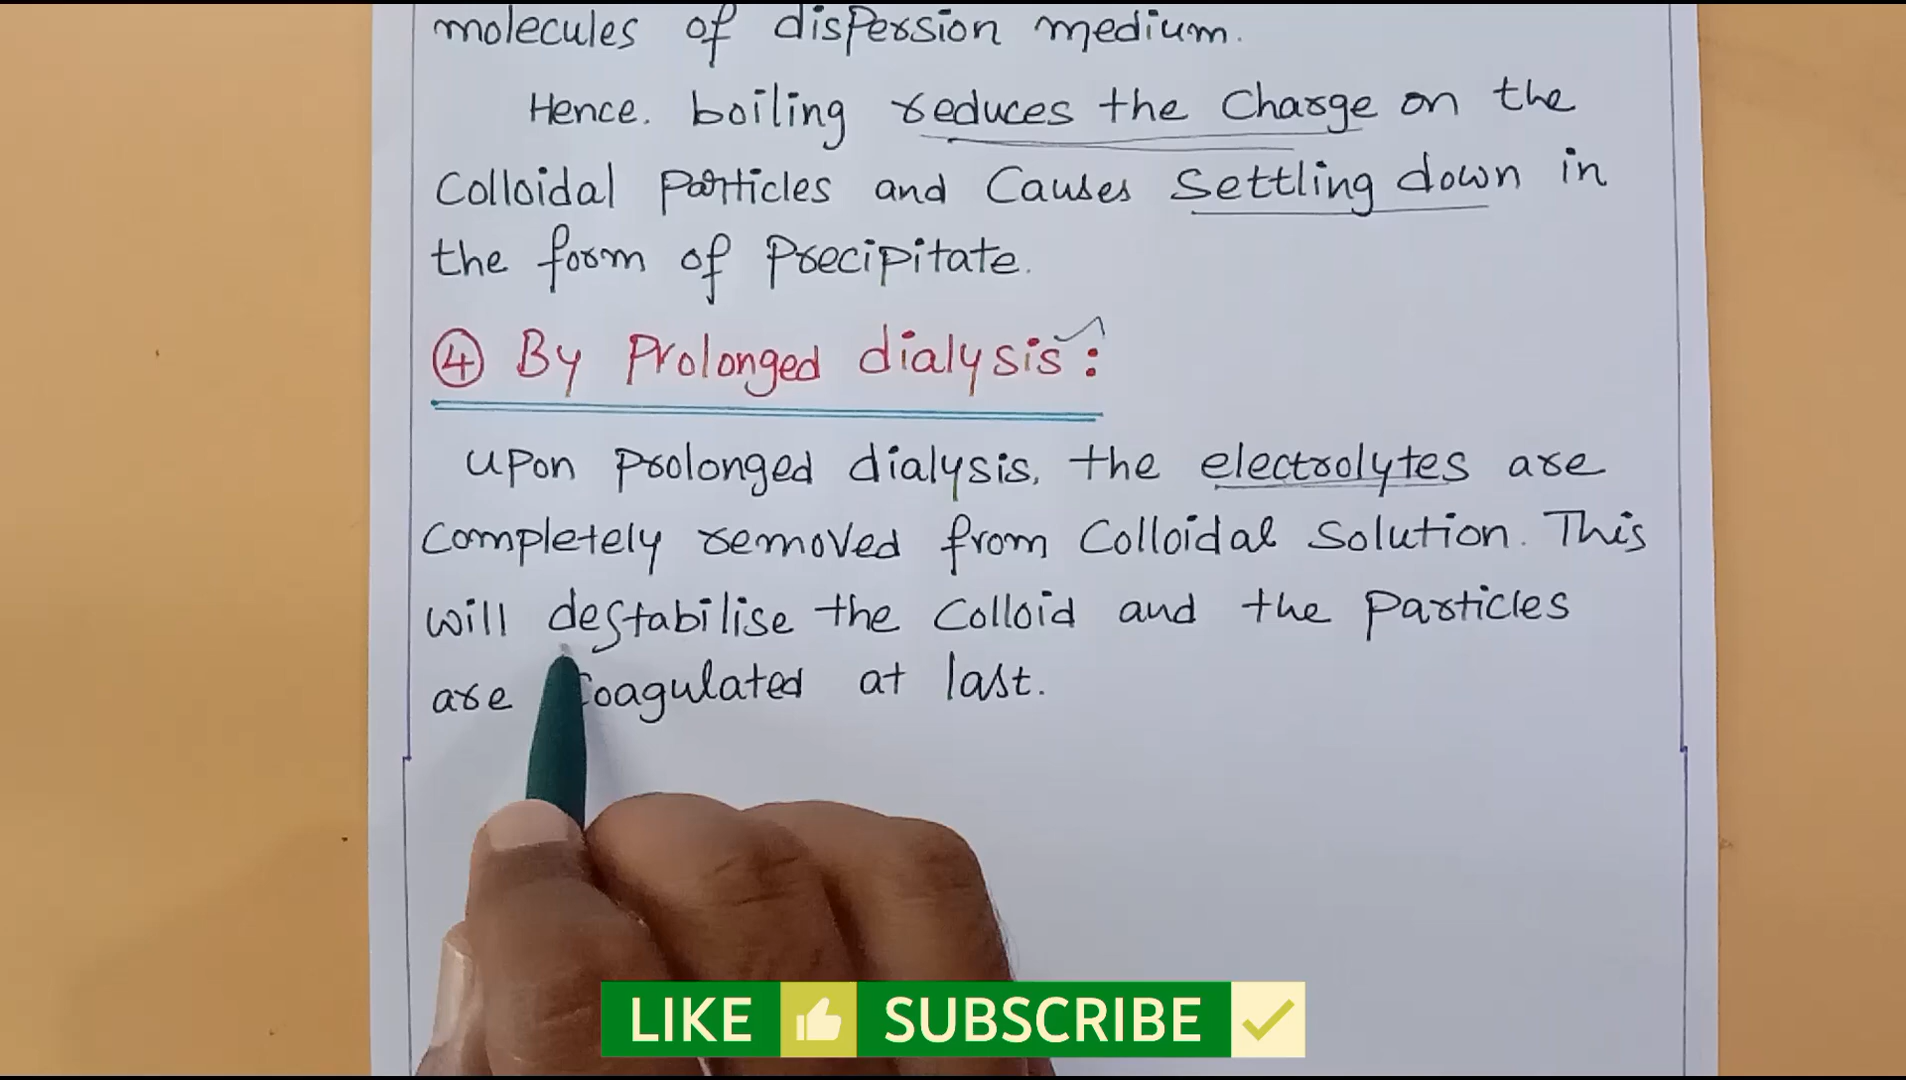 molecules of dispersion medium.
Hence. boiling reduces the charge on the
Colloidal particles and Causes Settling down in
the form of Precipitate.
④ By Prolonged dialysis:
Upon prolonged dialysis, the electrolytes are
completely removed from Colloidal Solution. This
will destabilise the Colloid and the Particles
are Coagulated at last.
LIKE SUBSCRIBE